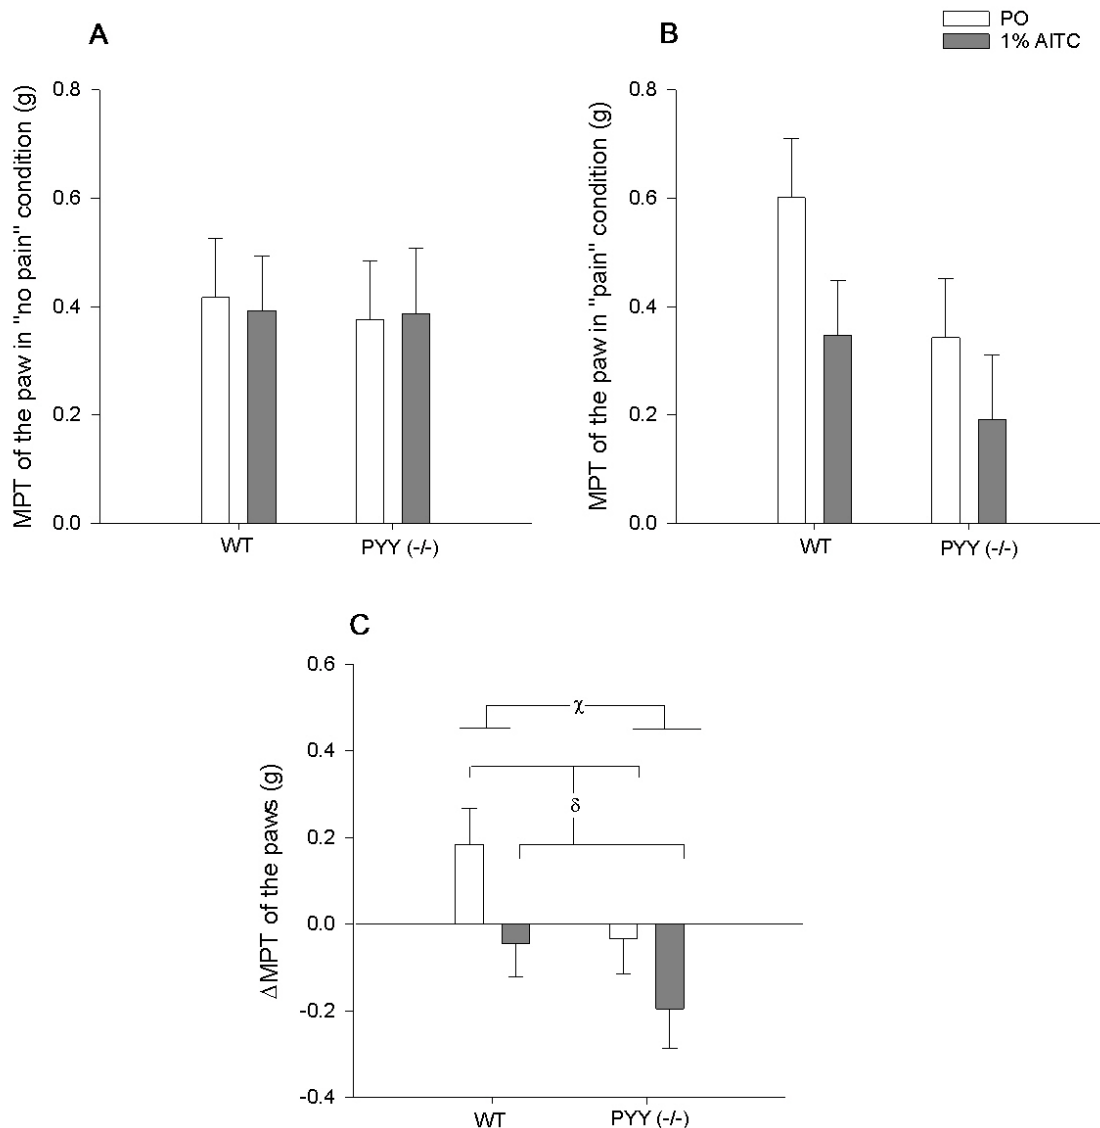 A
B
PO
1% AITC
MPT of the paw in "no pain" condition (g)
0.8
0.6
0.4
0.2
0.0
WT
PYY (-/-)
MPT of the paw in "pain" condition (g)
0.8
0.6
0.4
0.2
0.0
WT
PYY (-/-)
C
ΔMPT of the paws (g)
0.6
0.4
0.2
0.0
-0.2
-0.4
χ
δ
WT
PYY (-/-)